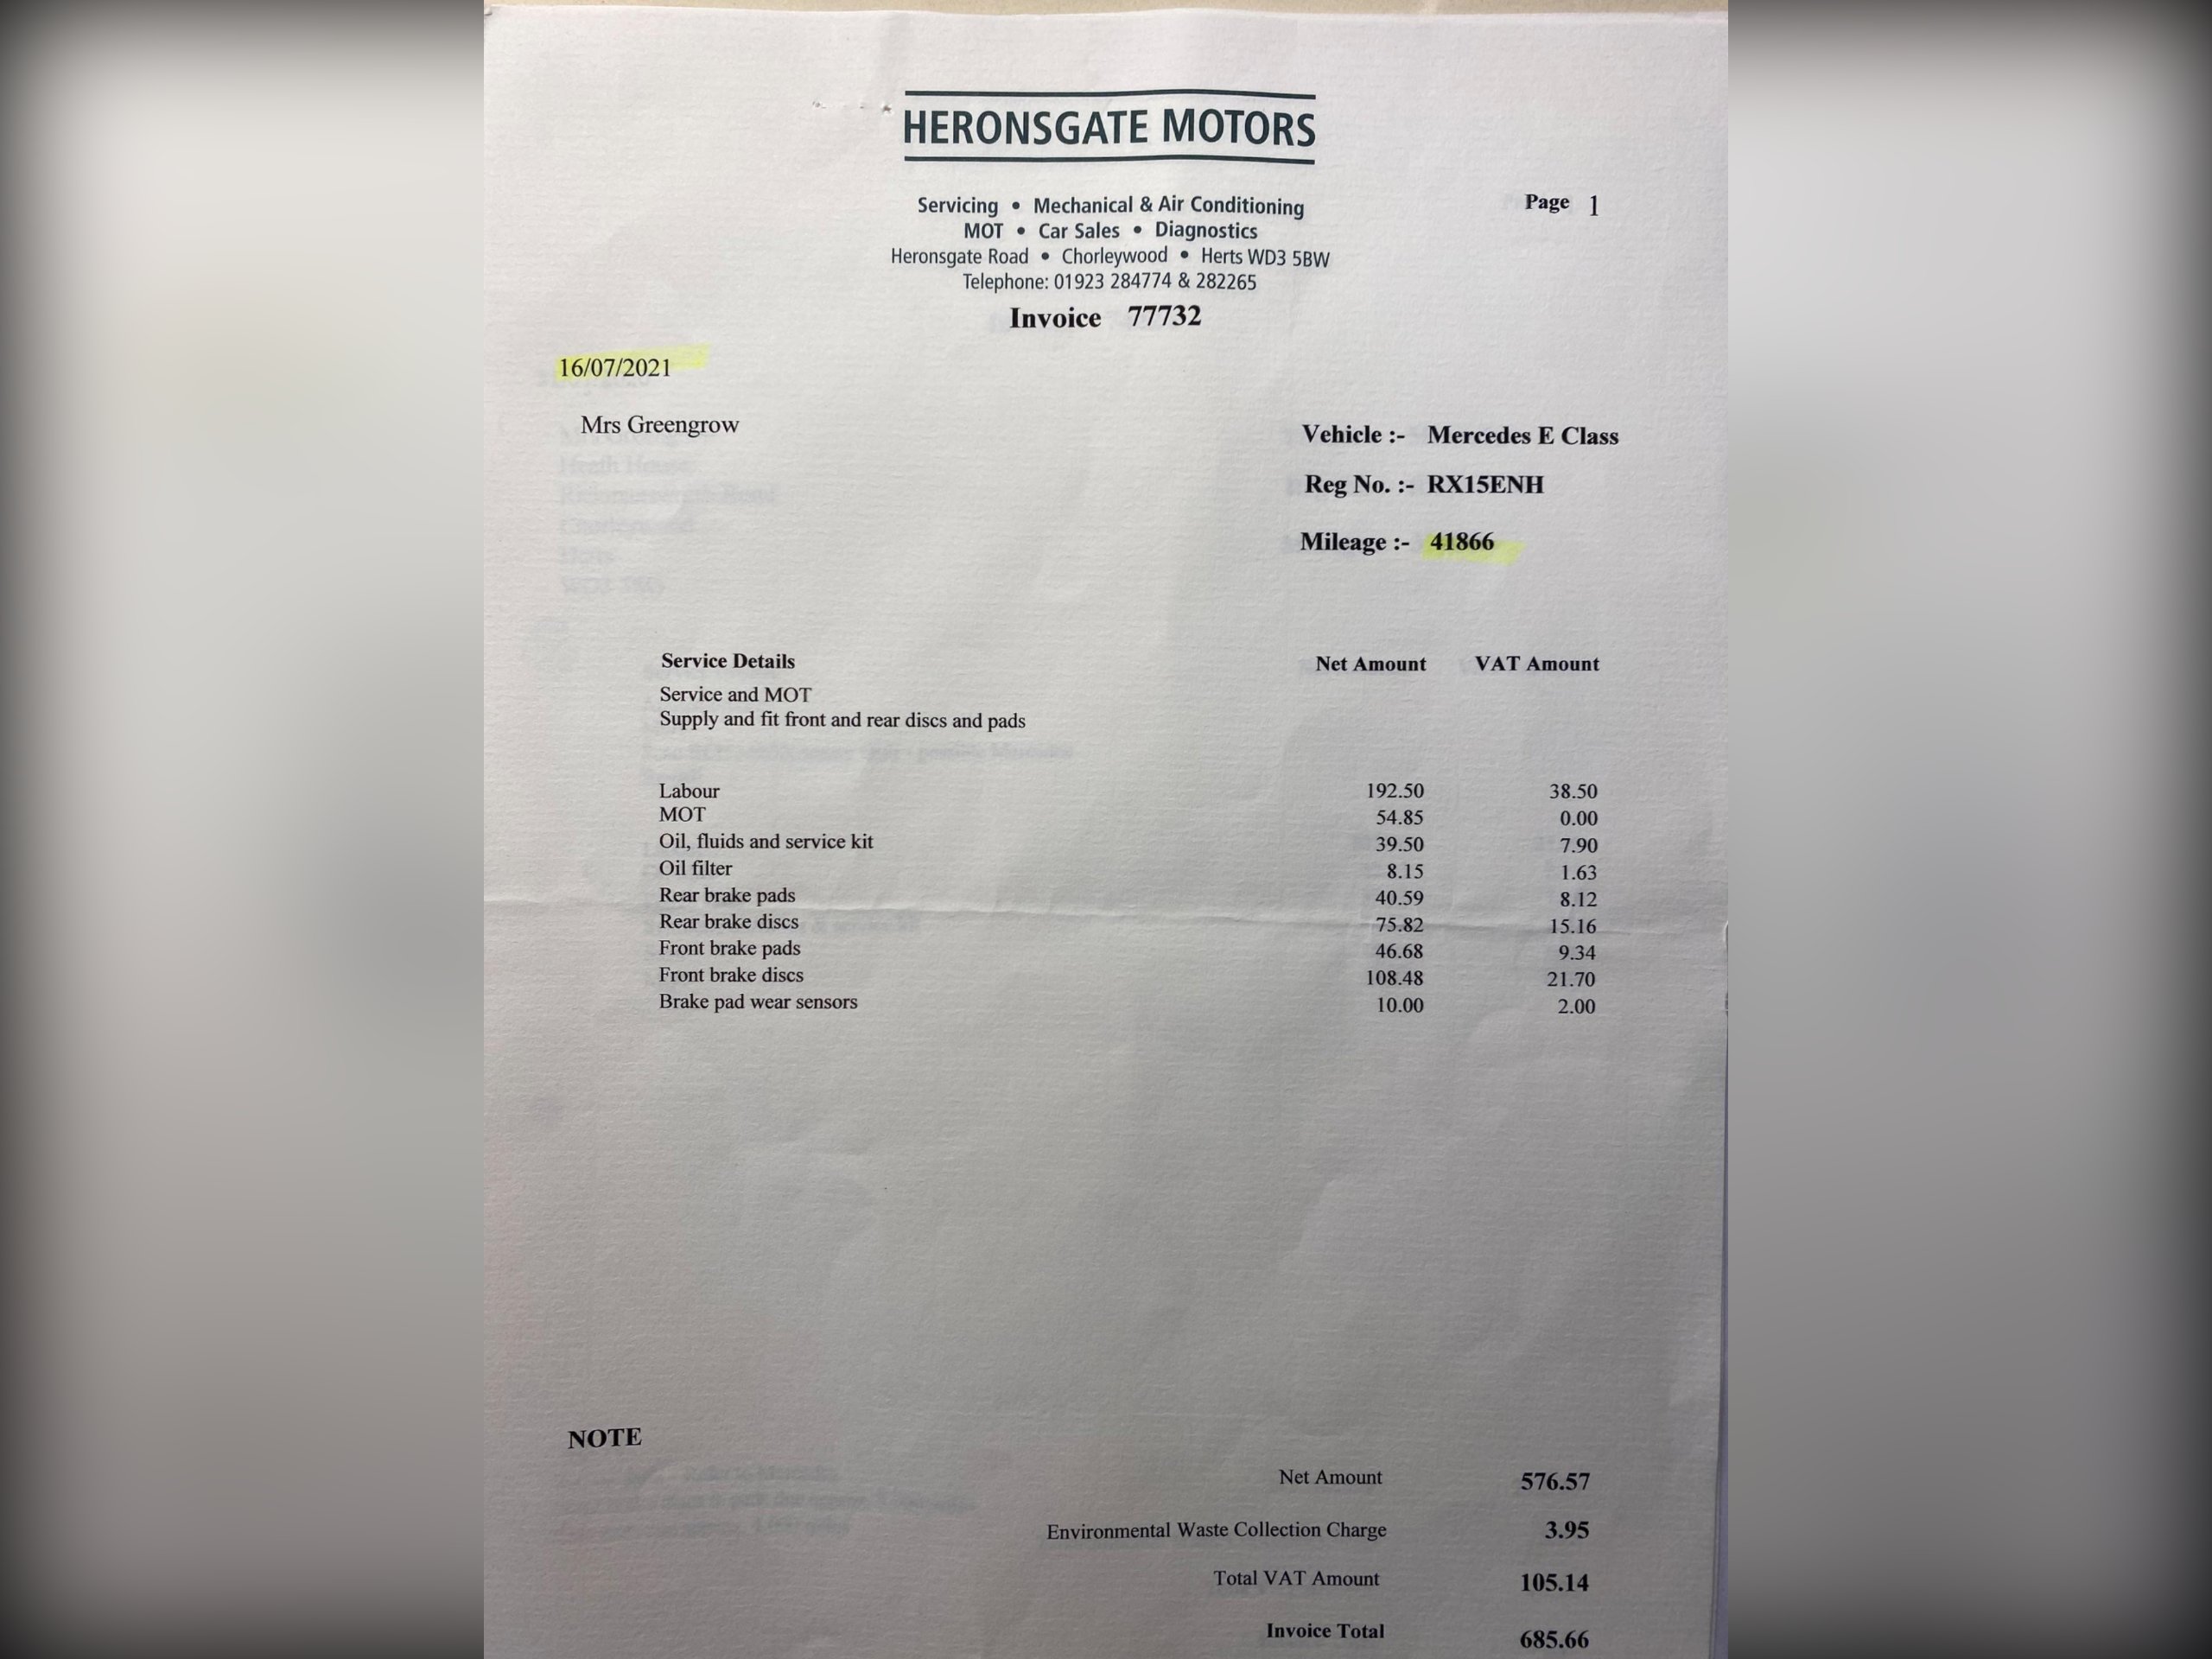 HERONSGATE MOTORS
Servicing • Mechanical & Air Conditioning
MOT • Car Sales • Diagnostics
Heronsgate Road • Chorleywood • Herts WD3 5BW
Telephone: 01923 284774 & 282265
Page 1
Invoice 77732
16/07/2021
Mrs Greengrow
Vehicle :- Mercedes E Class
Reg No. :- RX15ENH
Mileage :- 41866
Service Details Net Amount VAT Amount
Service and MOT
Supply and fit front and rear discs and pads
Labour 192.50 38.50
MOT 54.85 0.00
Oil, fluids and service kit 39.50 7.90
Oil filter 8.15 1.63
Rear brake pads 40.59 8.12
Rear brake discs 75.82 15.16
Front brake pads 46.68 9.34
Front brake discs 108.48 21.70
Brake pad wear sensors 10.00 2.00
NOTE
Net Amount 576.57
Environmental Waste Collection Charge 3.95
Total VAT Amount 105.14
Invoice Total 685.66